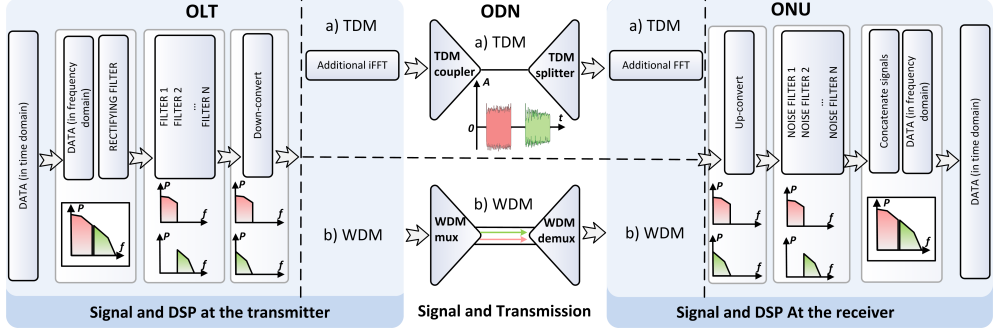 OLT
ODN
ONU
DATA (in time domain)
DATA (in frequency
domain)
RECTIFYING FILTER
FILTER 1
FILTER 2
...
FILTER N
Down-convert
P
f
P
f
P
f
P
f
P
f
a) TDM
Additional iFFT
b) WDM
TDM
coupler
a) TDM
TDM
splitter
A
0
t
WDM
mux
b) WDM
WDM
demux
a) TDM
Additional FFT
b) WDM
Up-convert
NOISE FILTER 1
NOISE FILTER 2
...
NOISE FILTER N
Concatenate signals
DATA (in frequency
domain)
DATA (in time domain)
P
f
P
f
P
f
P
f
P
f
Signal and DSP at the transmitter
Signal and Transmission
Signal and DSP At the receiver